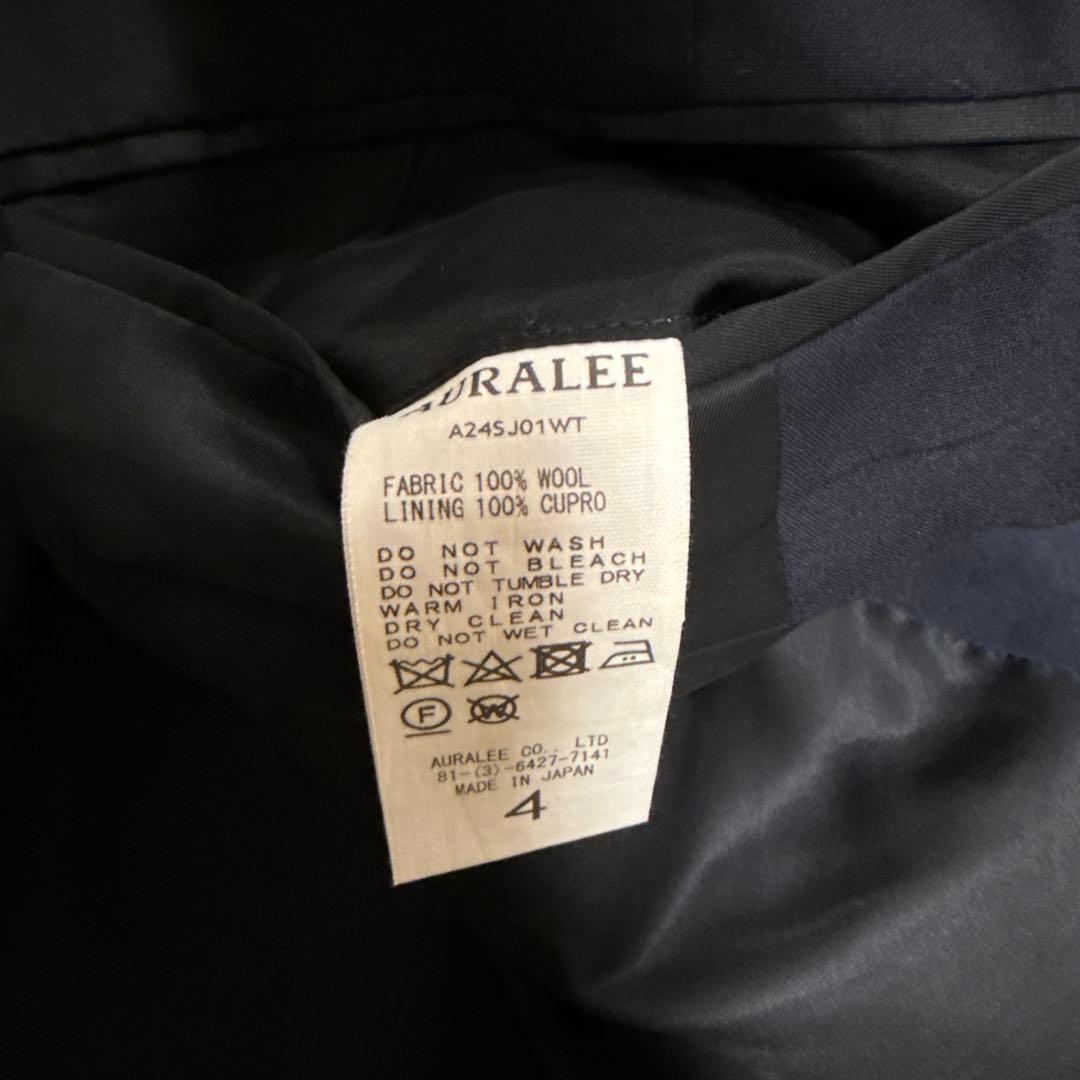 AURALEE
A24SJ01WT
FABRIC 100% WOOL
LINING 100% CUPRO
DO NOT WASH
DO NOT BLEACH
DO NOT TUMBLE DRY
WARM IRON
DRY CLEAN
DO NOT WET CLEAN
F W
AURALEE CO., LTD
81-(3)-6427-7141
MADE IN JAPAN
4